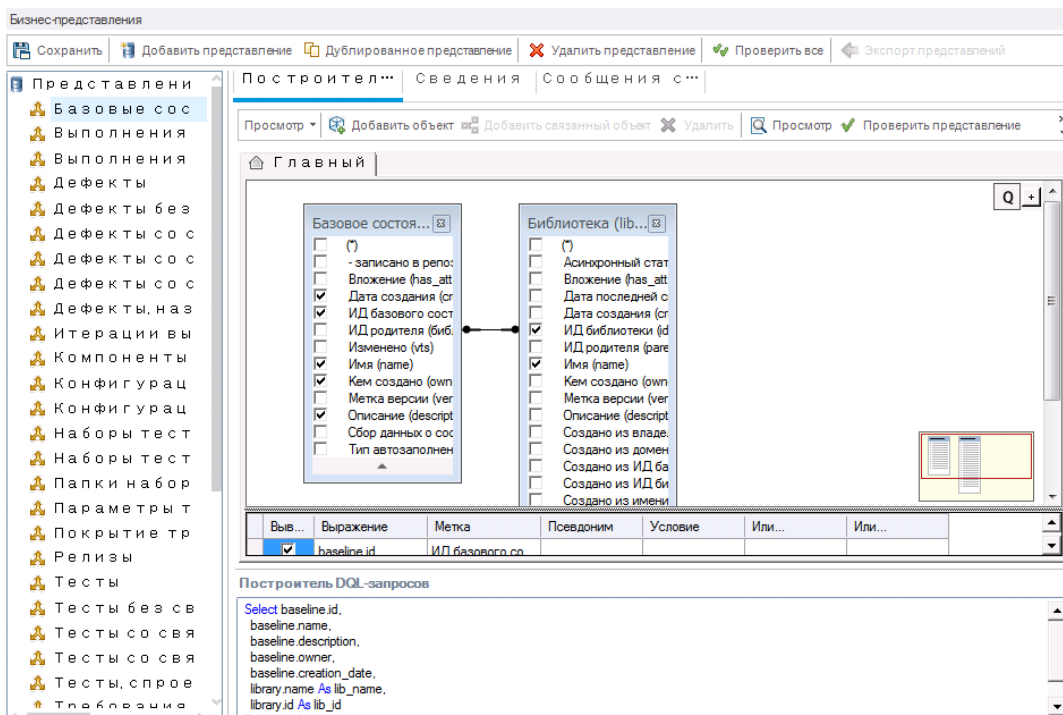 Бизнес-представления
Сохранить Добавить представление Дублированное представление Удалить представление Проверить все Экспорт представлений
Представлени
Базовые сос
Выполнения
Выполнения
Дефекты
Дефекты без
Дефекты со с
Дефекты со с
Дефекты со с
Дефекты, наз
Итерации вы
Компоненты
Конфигурац
Конфигурац
Наборы тест
Наборы тест
Папки набор
Параметры т
Покрытие тр
Релизы
Тесты
Тесты без св
Тесты со свя
Тесты со свя
Тесты, спрое
Требования
Построител... Сведения Сообщения с...
Просмотр Добавить объект Добавить связанный объект Удалить Просмотр Проверить представление
Главный
Q +
Базовое состоя...
(*)
- записано в репоз
Вложение (has_att
Дата создания (cr
ИД базового сост
ИД родителя (биб.
Изменено (vts)
Имя (name)
Кем создано (own
Метка версии (ver
Описание (descript
Сбор данных о сос
Тип автозаполнен
Библиотека (lib...
(*)
Асинхронный стат
Вложение (has_att
Дата последней с
Дата создания (cr
ИД библиотеки (id
ИД родителя (pare
Имя (name)
Кем создано (own
Метка версии (ver
Описание (descript
Создано из владе.
Создано из домен
Создано из ИД ба
Создано из ИД би
Создано из имени
Выв... Выражение Метка Псевдоним Условие Или... Или...
baseline.id ИД базового со
Построитель DQL-запросов
Select baseline.id,
baseline.name,
baseline.description,
baseline.owner,
baseline.creation_date,
library.name As lib_name,
library.id As lib_id